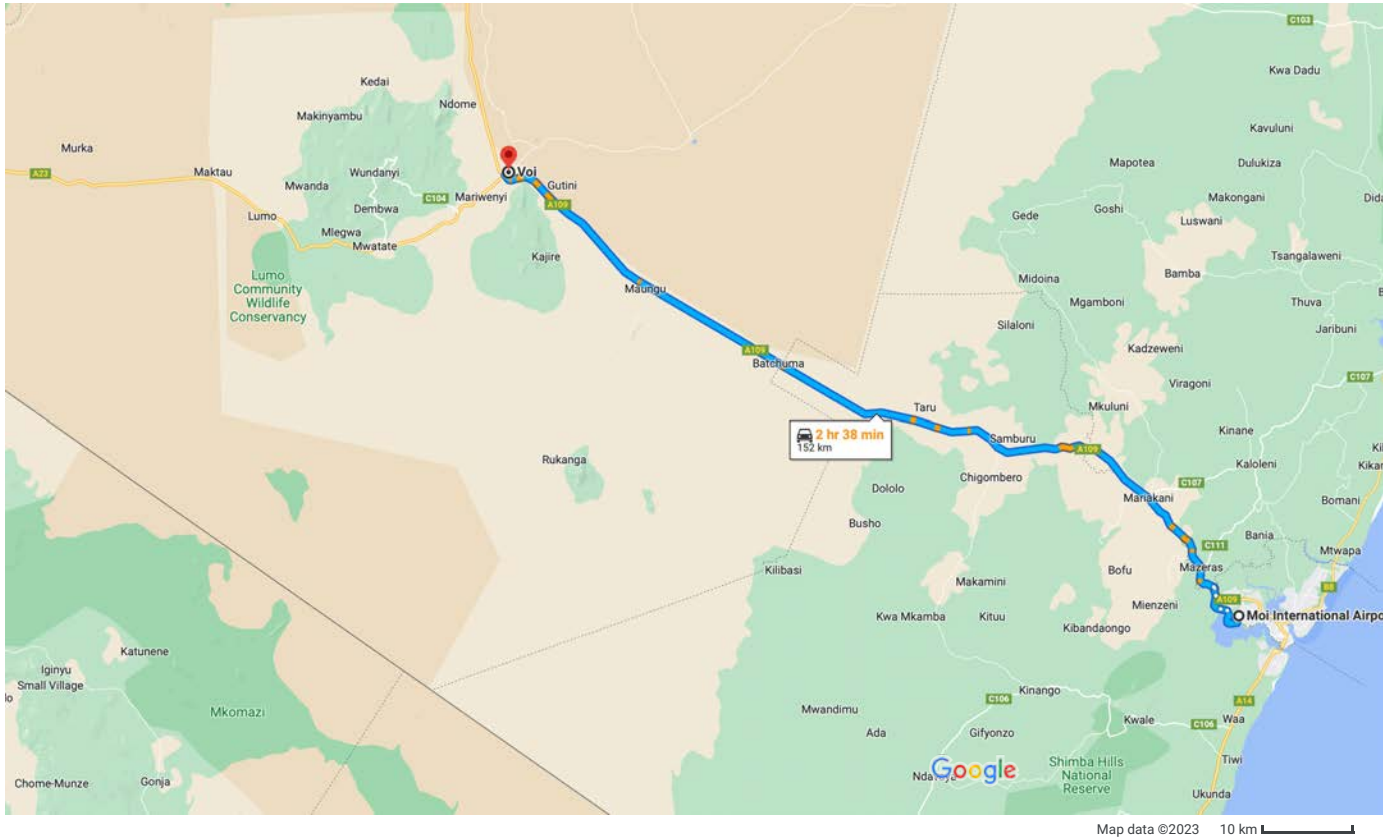 C103
Kwa Dadu
Kedai
Ndome
Makinyambu
Kavuluni
Murka
Mapotea
Dulukiza
A23
Maktau
Wundanyi
Voi
Mwanda
Gutini
C104
Mariwenyi
A109
Makongani
Dembwa
Goshi
Lumo
Gede
Luswani
Mlegwa
Mwatate
Kajire
Tsangalaweni
Lumo
Community
Wildlife
Conservancy
Maungu
Midoina
Bamba
Mgamboni
Thuva
Silaloni
Jaribuni
A109
Batchuma
Kadzeweni
C107
Viragoni
Taru
Mkuluni
2 hr 38 min
152 km
Samburu
A109
Kinane
Rukanga
Kaloleni
Chigombero
C107
Dololo
Mariakani
Bomani
Busho
Bania
C111
Mtwapa
Kilibasi
Mazeras
Bofu
Makamini
B8
A109
Mienzeni
Kwa Mkamba
Kituu
Kibandaongo
Moi International Airpo
Katunene
Iginyu
Small Village
Kinango
C106
A14
Mkomazi
Mwandimu
Kwale
C106
Waa
Ada
Gifyonzo
Google
Shimba Hills
National
Reserve
Tiwi
Chome-Munze
Gonja
Ukunda
Map data ©2023 10 km